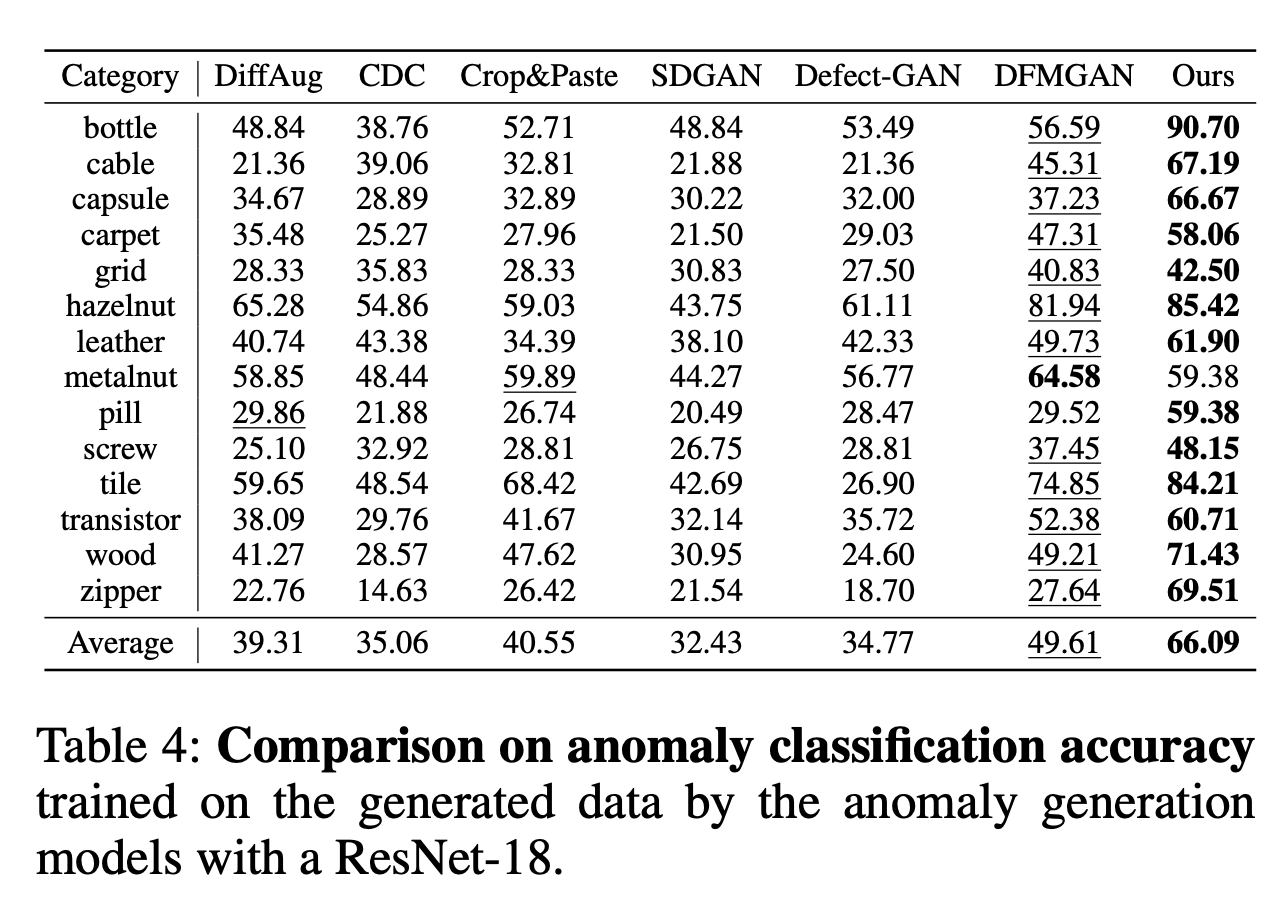 Category DiffAug CDC Crop&Paste SDGAN Defect-GAN DFMGAN Ours
bottle 48.84 38.76 52.71 48.84 53.49 56.59 90.70
cable 21.36 39.06 32.81 21.88 21.36 45.31 67.19
capsule 34.67 28.89 32.89 30.22 32.00 37.23 66.67
carpet 35.48 25.27 27.96 21.50 29.03 47.31 58.06
grid 28.33 35.83 28.33 30.83 27.50 40.83 42.50
hazelnut 65.28 54.86 59.03 43.75 61.11 81.94 85.42
leather 40.74 43.38 34.39 38.10 42.33 49.73 61.90
metalnut 58.85 48.44 59.89 44.27 56.77 64.58 59.38
pill 29.86 21.88 26.74 20.49 28.47 29.52 59.38
screw 25.10 32.92 28.81 26.75 28.81 37.45 48.15
tile 59.65 48.54 68.42 42.69 26.90 74.85 84.21
transistor 38.09 29.76 41.67 32.14 35.72 52.38 60.71
wood 41.27 28.57 47.62 30.95 24.60 49.21 71.43
zipper 22.76 14.63 26.42 21.54 18.70 27.64 69.51
Average 39.31 35.06 40.55 32.43 34.77 49.61 66.09
Table 4: Comparison on anomaly classification accuracy
trained on the generated data by the anomaly generation
models with a ResNet-18.